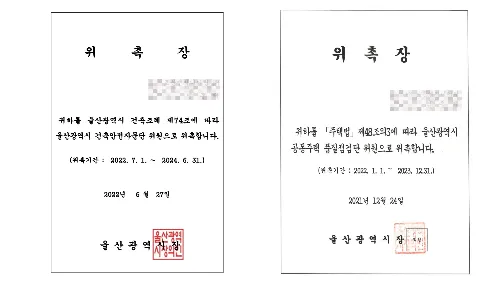 위 촉 장
귀하를 울산광역시 건축조례 제74조에 따라
울산광역시 건축안전자문단 위원으로 위촉합니다.
(위촉기간 : 2022. 7. 1. ~ 2024. 6. 31.)
2022년 6 월 27일
울 산 광 역 시 장
울산광역
시장인
위 촉 장
귀하를 「주택법」 제48조의3에 따라 울산광역시
공동주택 품질점검단 위원으로 위촉합니다.
(위촉기간 : 2022. 1. 1. ~ 2023. 12.31.)
2021년 12월 24일
울 산 광 역 시 장